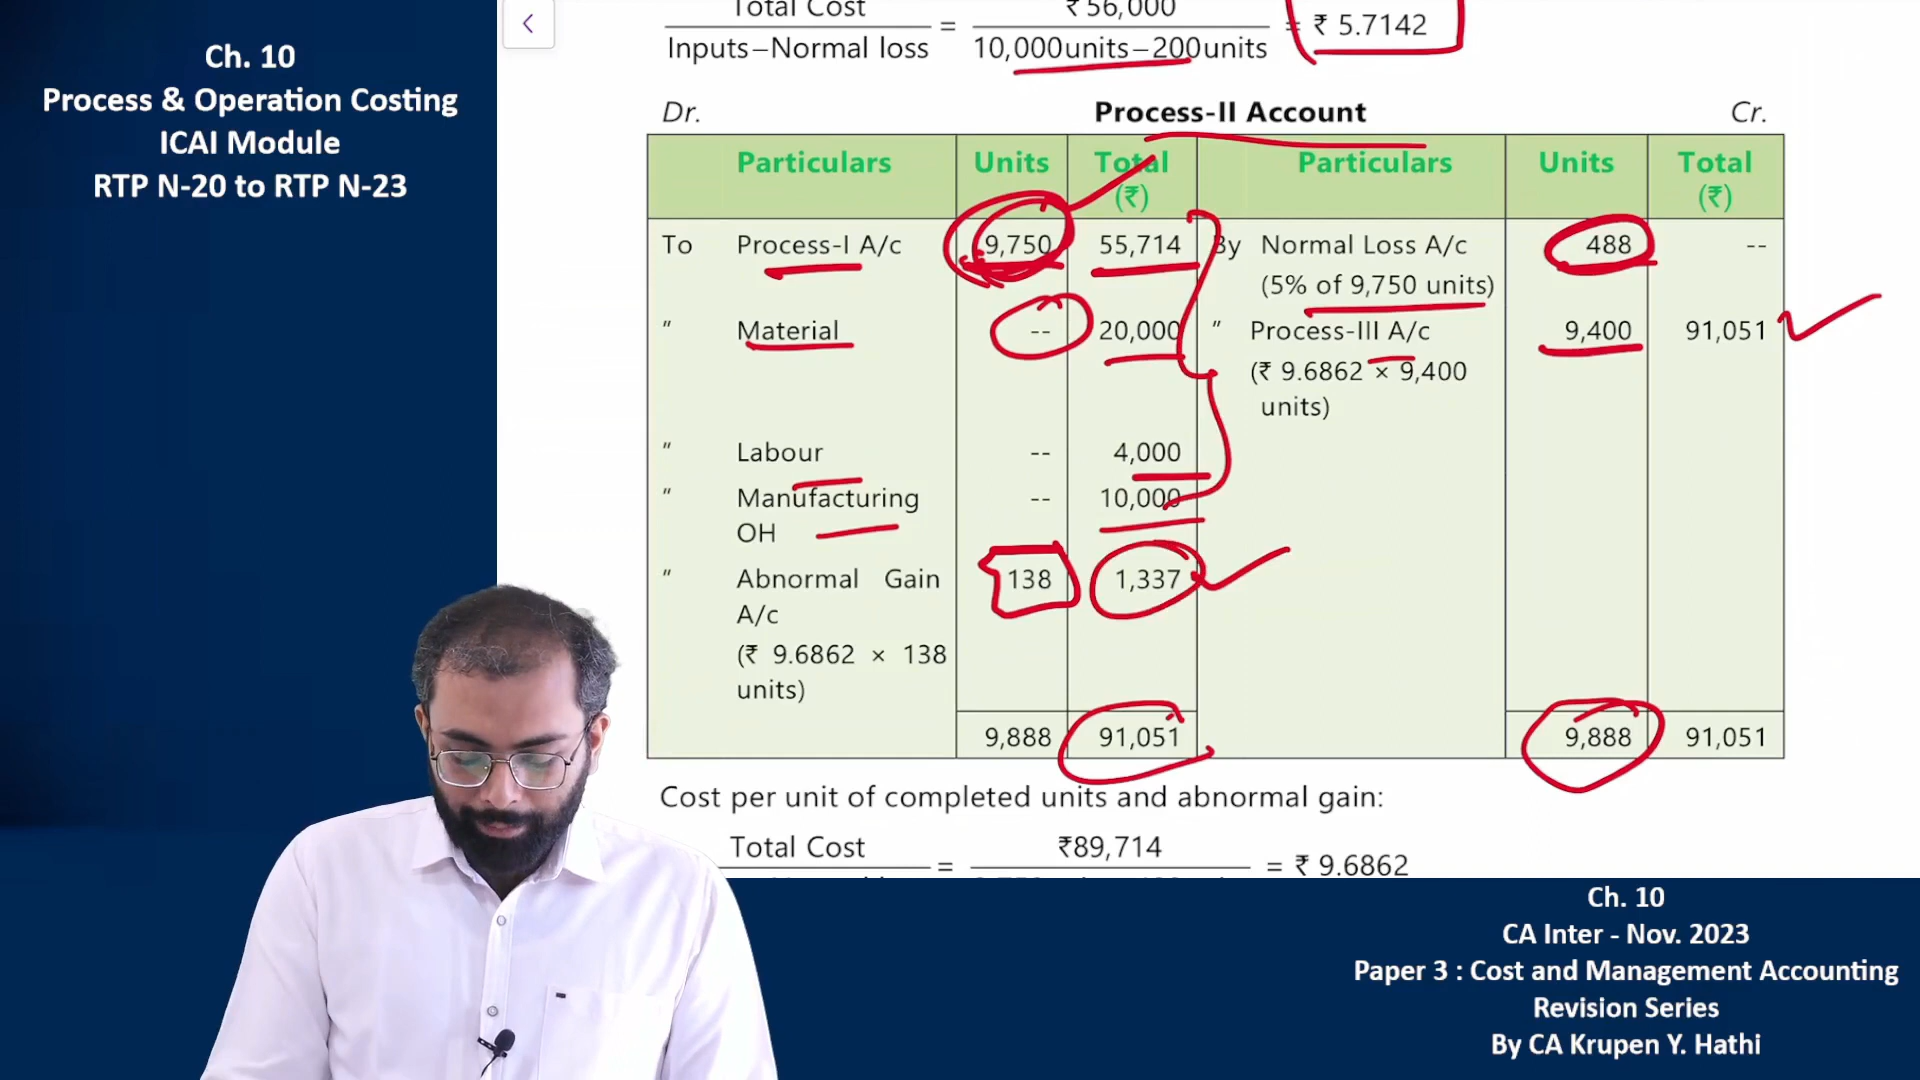 Ch. 10
Process & Operation Costing
ICAI Module
RTP N-20 to RTP N-23
Total Cost = ₹ 56,000 = ₹ 5.7142
Inputs–Normal loss 10,000units–200units
Dr. Process-II Account Cr.
Particulars Units Total (₹) Particulars Units Total (₹)
To Process-I A/c 9,750 55,714 By Normal Loss A/c 488 --
(5% of 9,750 units)
" Material -- 20,000 " Process-III A/c 9,400 91,051
(₹ 9.6862 × 9,400
units)
" Labour -- 4,000
" Manufacturing -- 10,000
OH
" Abnormal Gain 138 1,337
A/c
(₹ 9.6862 × 138
units)
9,888 91,051 9,888 91,051
Cost per unit of completed units and abnormal gain:
Total Cost = ₹89,714 = ₹ 9.6862
Ch. 10
CA Inter - Nov. 2023
Paper 3 : Cost and Management Accounting
Revision Series
By CA Krupen Y. Hathi